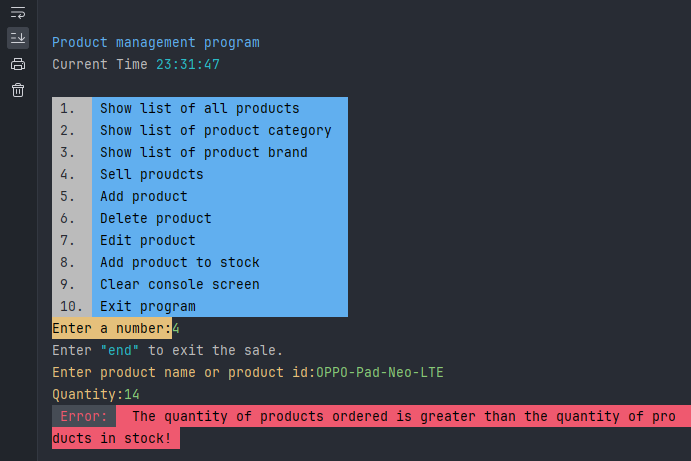 Product management program
Current Time 23:31:47
1. Show list of all products
2. Show list of product category
3. Show list of product brand
4. Sell proudcts
5. Add product
6. Delete product
7. Edit product
8. Add product to stock
9. Clear console screen
10. Exit program
Enter a number:4
Enter "end" to exit the sale.
Enter product name or product id:OPPO-Pad-Neo-LTE
Quantity:14
Error: The quantity of products ordered is greater than the quantity of pro
ducts in stock!